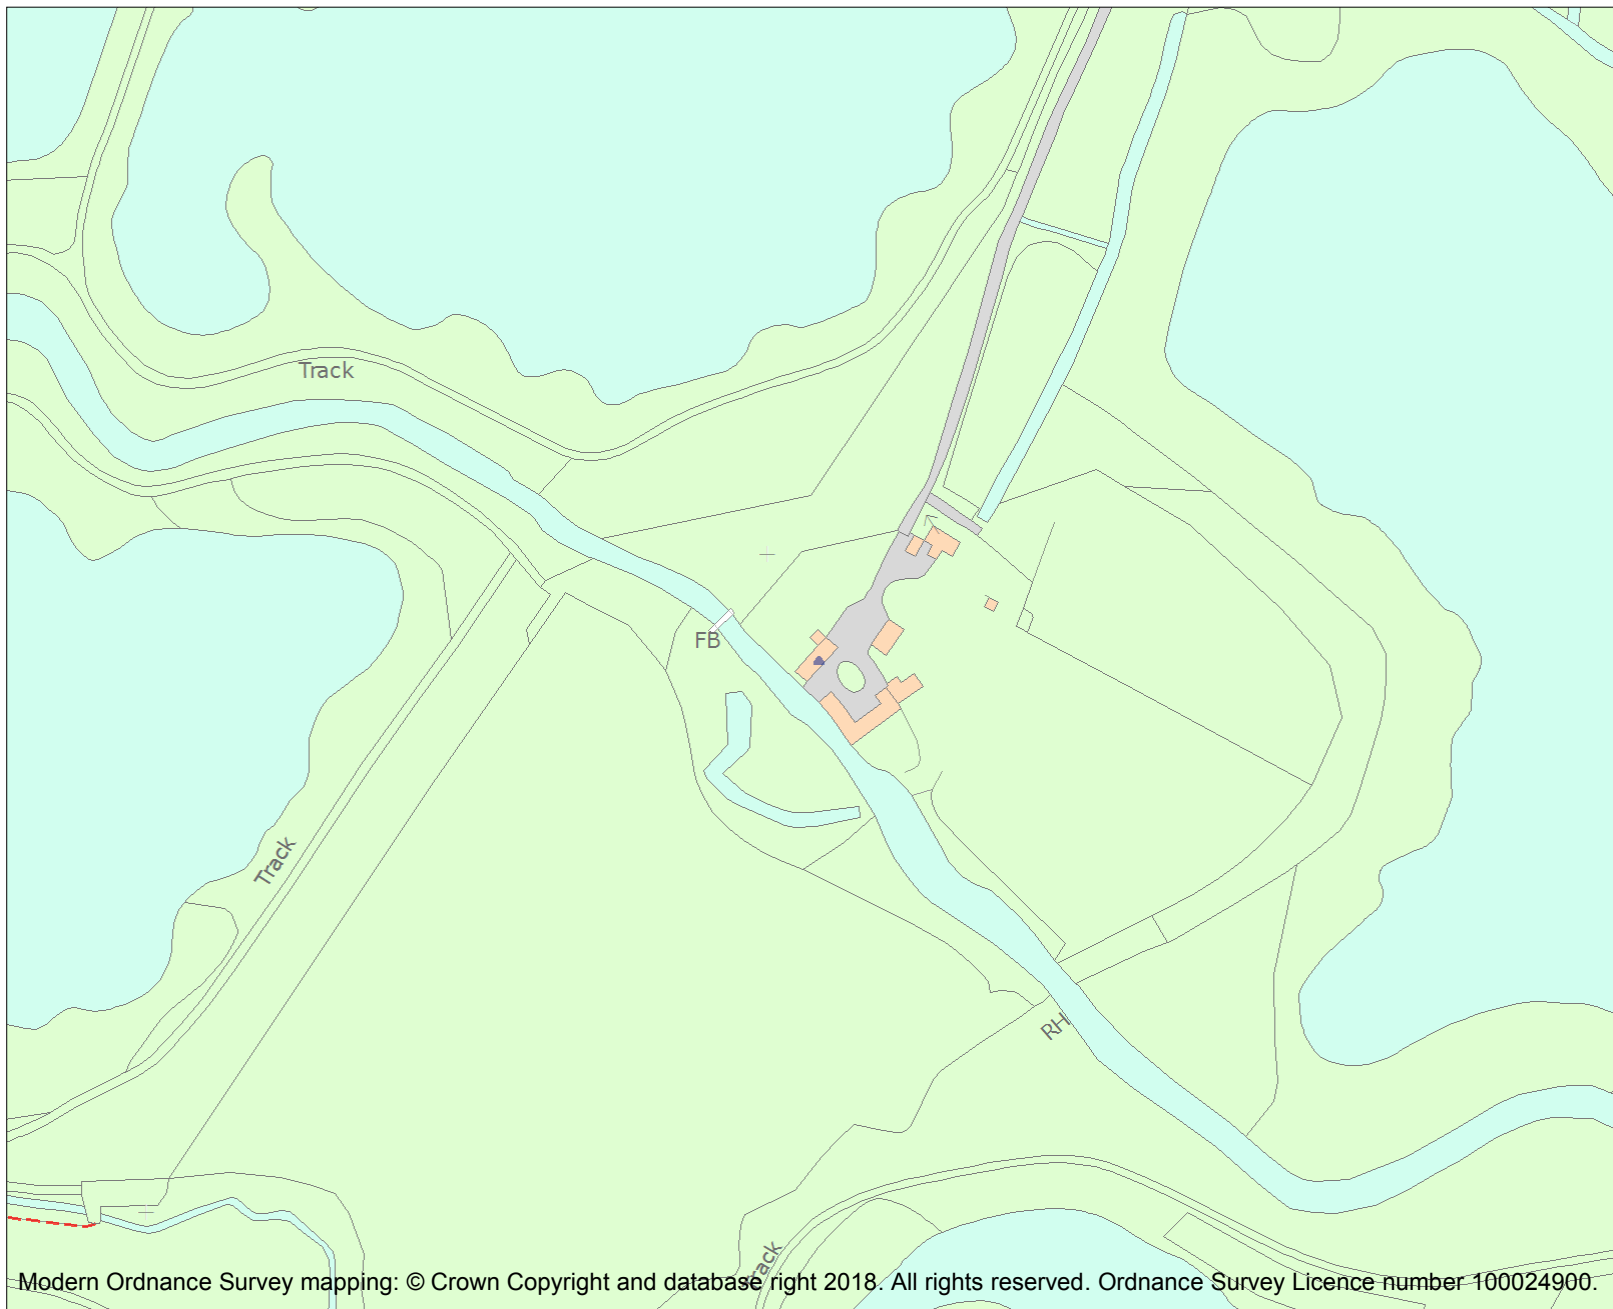 Track
FB
Track
RH
Track
Modern Ordnance Survey mapping: © Crown Copyright and database right 2018. All rights reserved. Ordnance Survey Licence number 100024900.